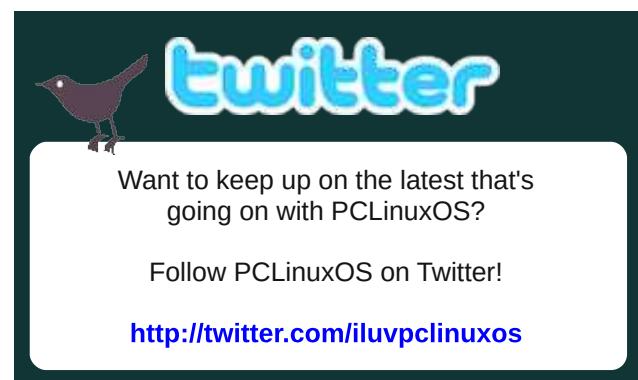 twitter
Want to keep up on the latest that's
going on with PCLinuxOS?
Follow PCLinuxOS on Twitter!
http://twitter.com/iluvpclinuxos